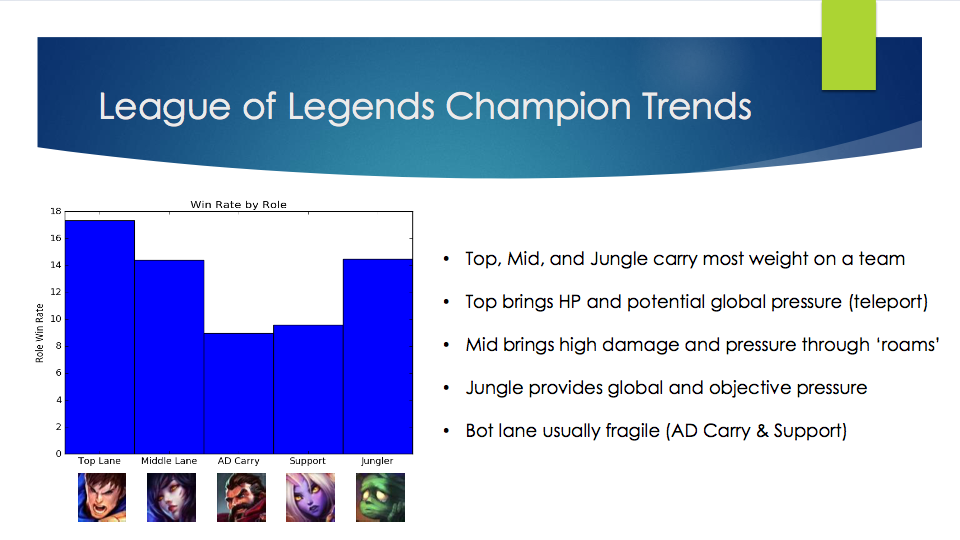 League of Legends Champion Trends
Win Rate by Role
18
16
14
12
10
8
6
4
2
0
Role Win Rate
Top Lane Middle Lane AD Carry Support Jungler
• Top, Mid, and Jungle carry most weight on a team
• Top brings HP and potential global pressure (teleport)
• Mid brings high damage and pressure through ‘roams’
• Jungle provides global and objective pressure
• Bot lane usually fragile (AD Carry & Support)